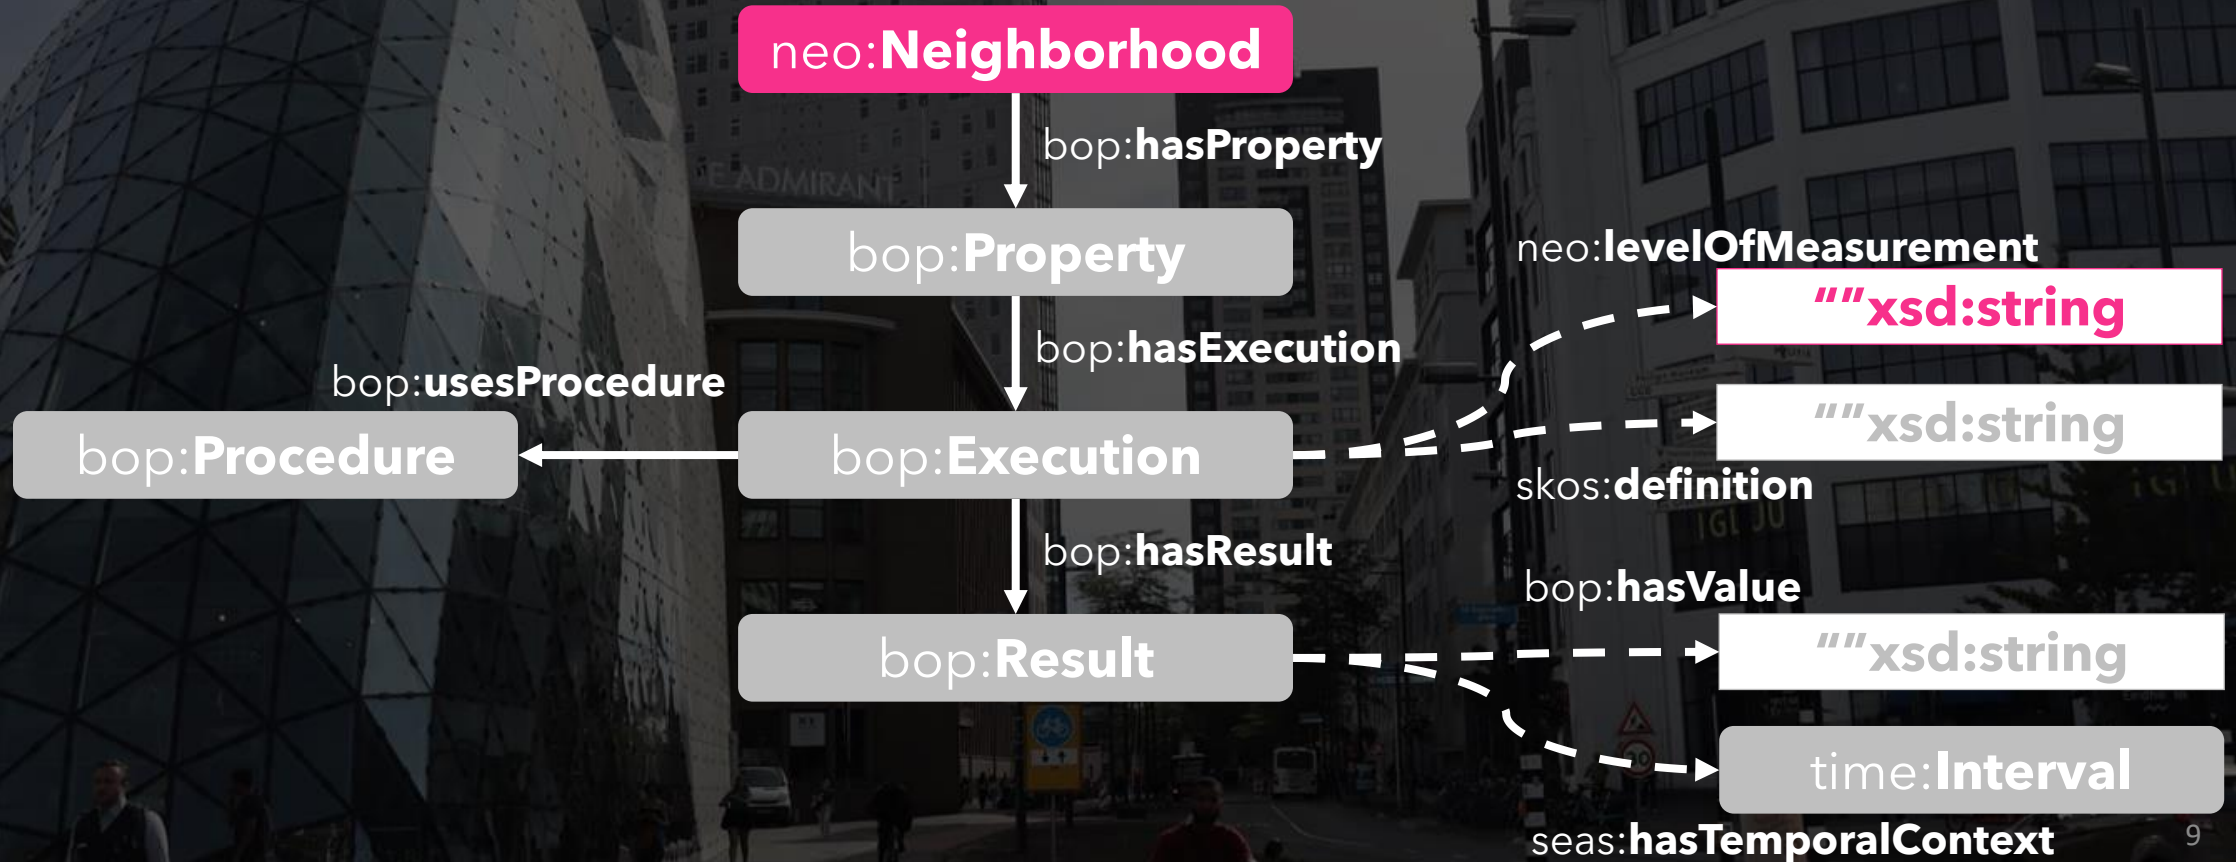 neo:Neighborhood
bop:hasProperty
E ADMIRANT
bop:Property
neo:levelOfMeasurement
""xsd:string
bop:hasExecution
bop:usesProcedure
bop:Procedure
bop:Execution
""xsd:string
skos:definition
bop:hasResult
bop:hasValue
bop:Result
""xsd:string
time:Interval
seas:hasTemporalContext
9